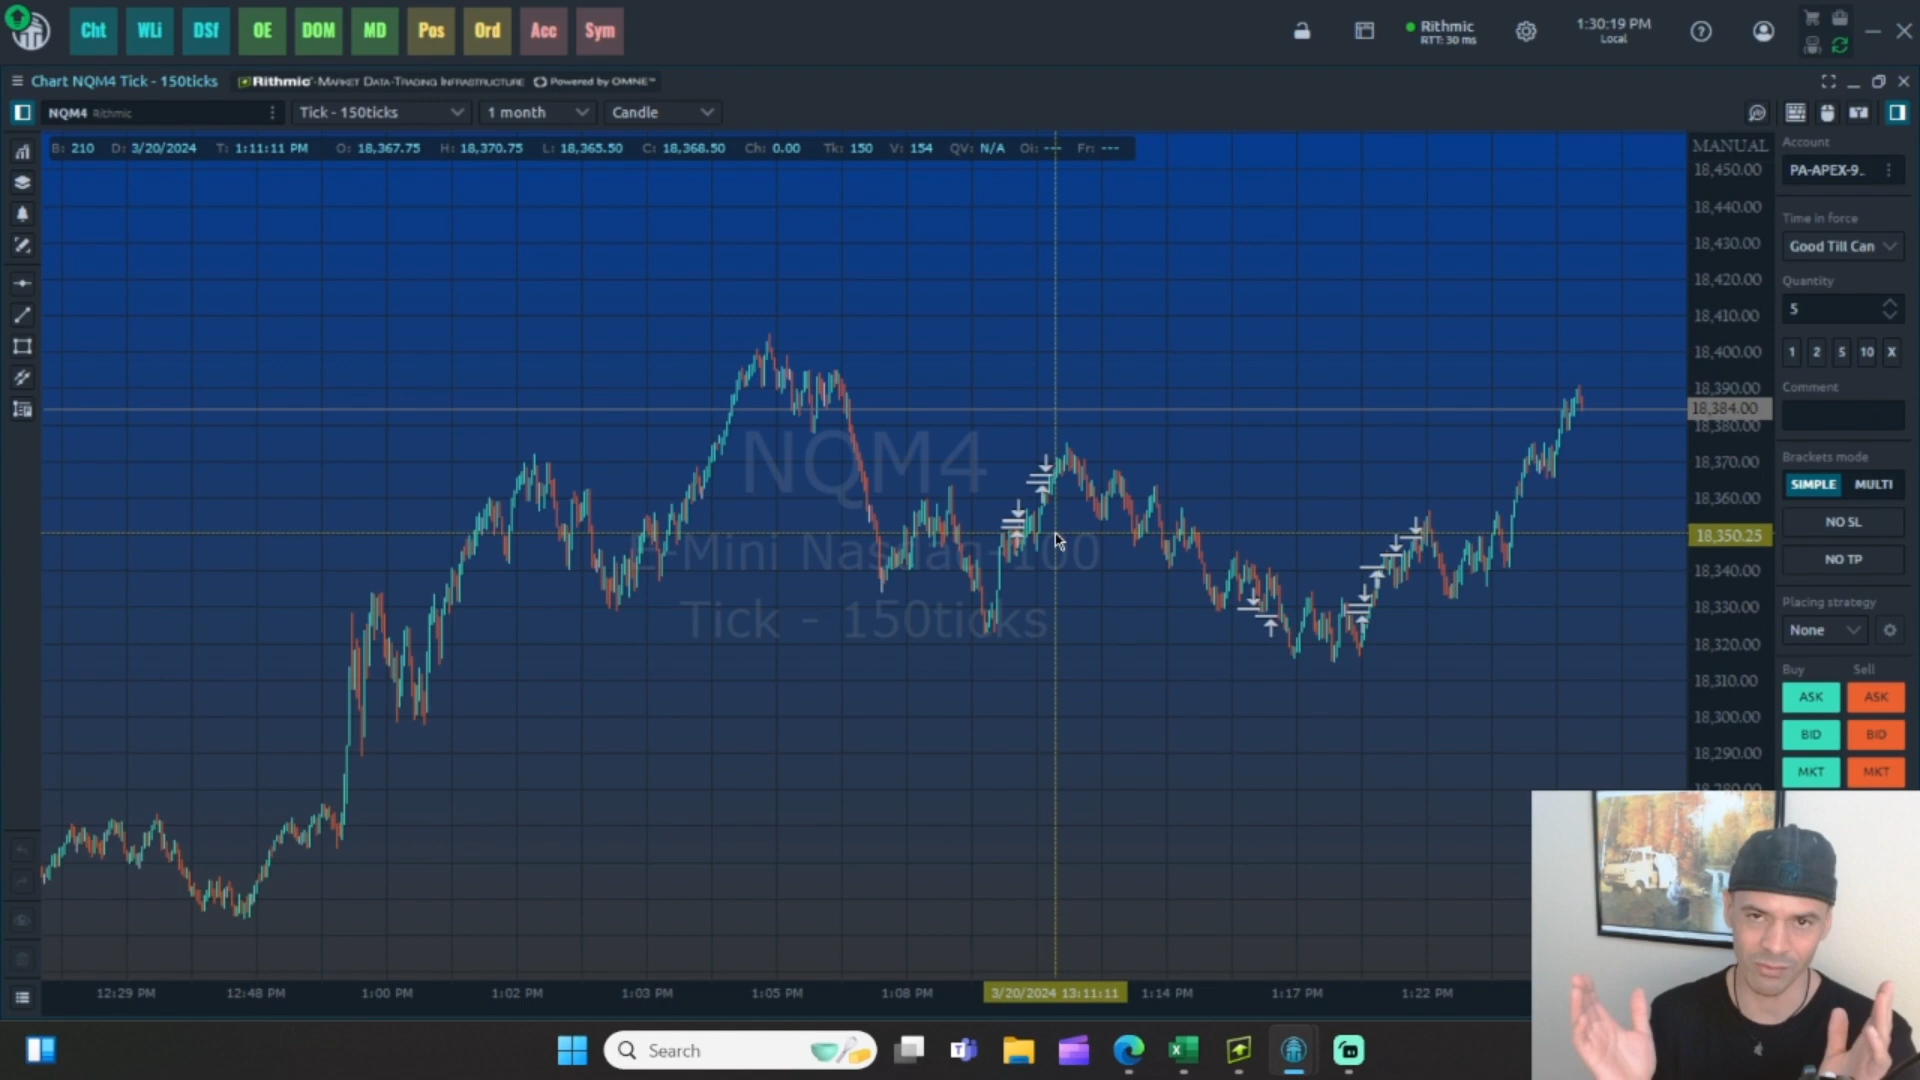 Cht WLi DSf OE DOM MD Pos Ord Acc Sym
Rithmic
RTT: 30 ms
1:30:19 PM
Local
Chart NQM4 Tick - 150ticks
Rithmic - MARKET DATA-TRADING INFRASTRUCTURE Powered by OMNE™
NQM4 Rithmic Tick - 150ticks 1 month Candle
B: 210 D: 3/20/2024 T: 1:11:11 PM O: 18,367.75 H: 18,370.75 L: 18,365.50 C: 18,368.50 Ch: 0.00 Tk: 150 V: 154 QV: N/A Oi: --- Fr: ---
NQM4
E-Mini Nasdaq-100
Tick - 150ticks
MANUAL
18,450.00
18,440.00
18,430.00
18,420.00
18,410.00
18,400.00
18,390.00
18,384.00
18,380.00
18,370.00
18,360.00
18,350.25
18,340.00
18,330.00
18,320.00
18,310.00
18,300.00
18,290.00
18,280.00
Account
PA-APEX-9..
Time in force
Good Till Can
Quantity
5
1 2 5 10 X
Comment
Brackets mode
SIMPLE MULTI
NO SL
NO TP
Placing strategy
None
Buy Sell
ASK ASK
BID BID
MKT MKT
12:29 PM 12:48 PM 1:00 PM 1:02 PM 1:03 PM 1:05 PM 1:08 PM 3/20/2024 13:11:11 1:14 PM 1:17 PM 1:22 PM
Search